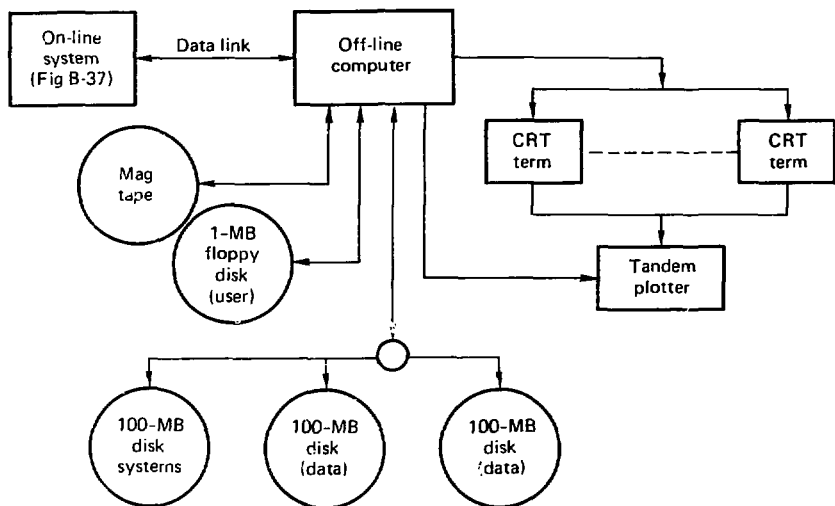 On-line
system
(Fig B-37)
Data link
Off-line
computer
CRT
term
CRT
term
Mag
tape
1-MB
floppy
disk
(user)
Tandem
plotter
100-MB
disk
systems
100-MB
disk
(data)
100-MB
disk
(data)